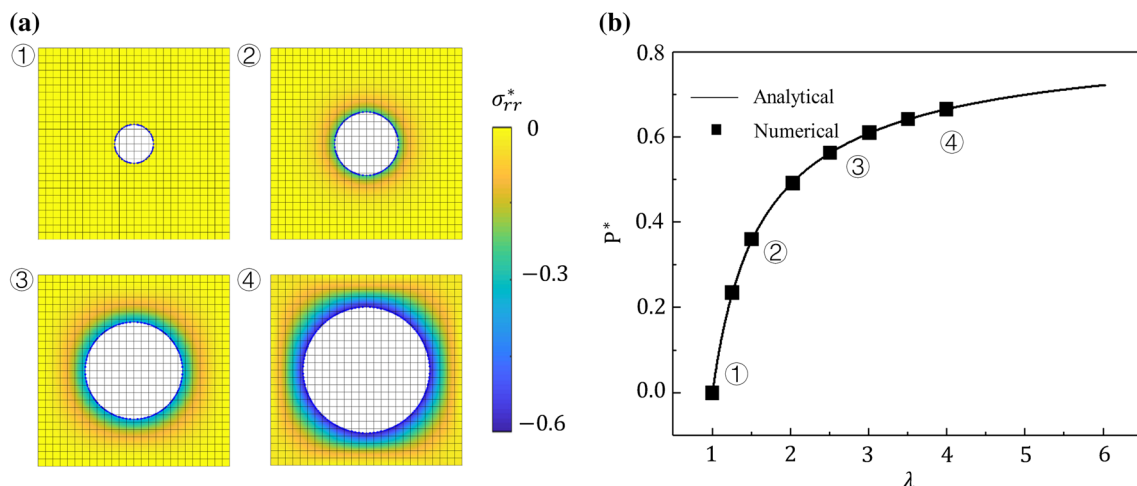 (a)
①
②
③
④
σ*rr
0
−0.3
−0.6
(b)
0.8
0.6
0.4
0.2
0.0
P*
Analytical
Numerical
①
②
③
④
1 2 3 4 5 6
λ